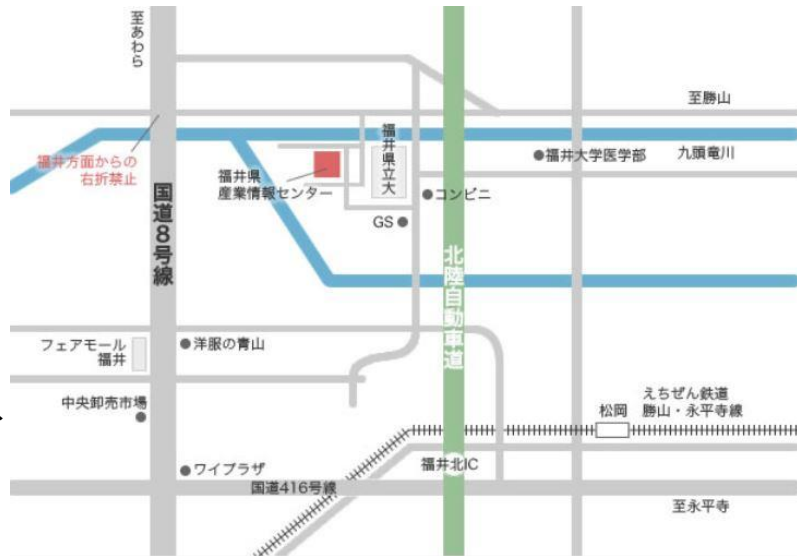 至あわら
至勝山
福井方面からの
右折禁止
福井県
産業情報センター
福井県立大
福井大学医学部
九頭竜川
コンビニ
GS
国道8号線
北陸自動車道
フェアモール
福井
洋服の青山
中央卸売市場
えちぜん鉄道
勝山・永平寺線
松岡
ワイプラザ
福井北IC
国道416号線
至永平寺